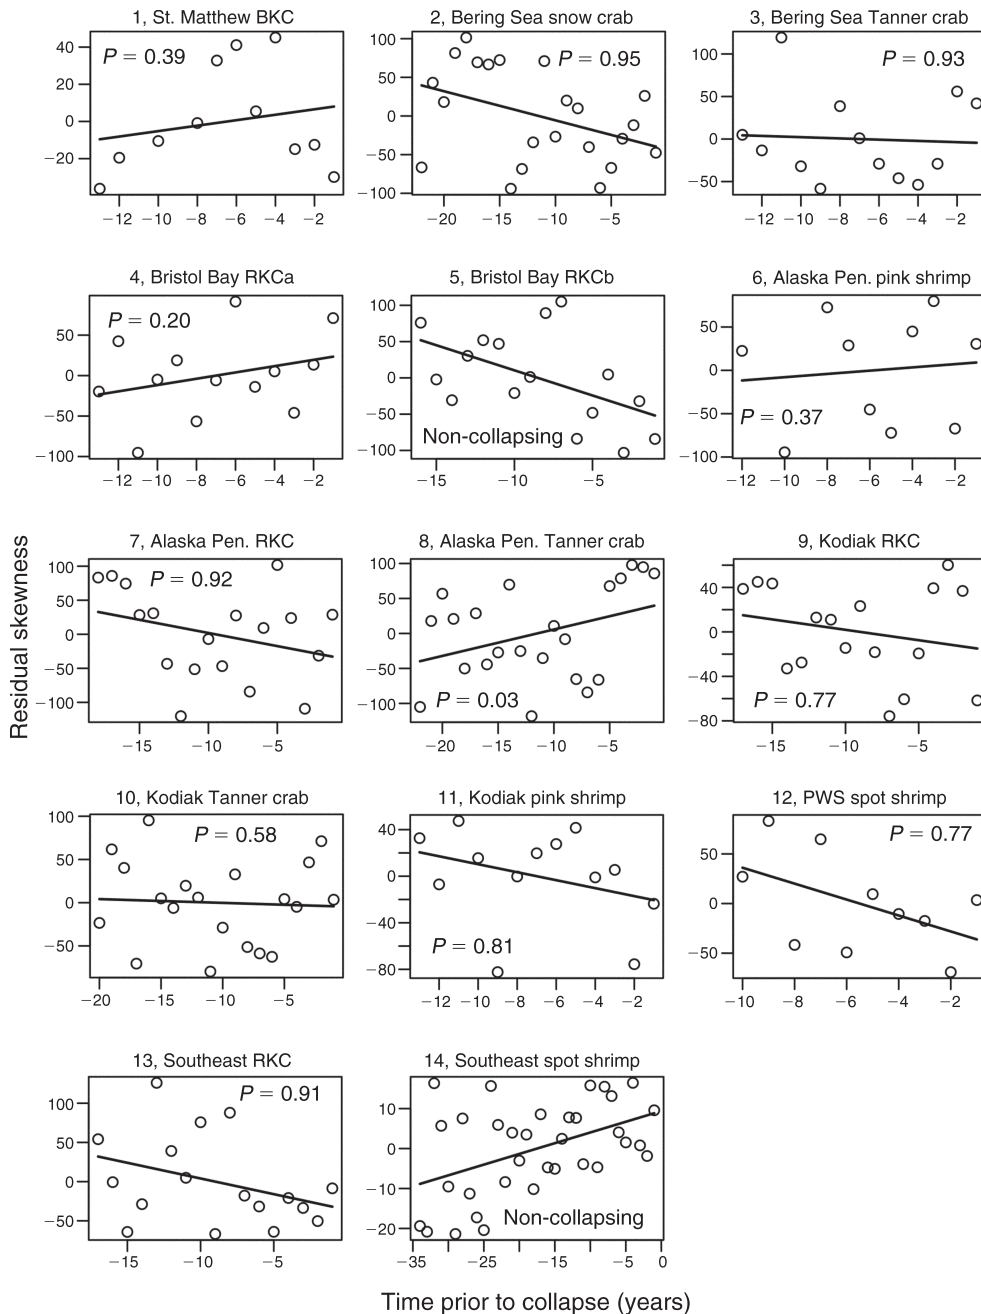 1, St. Matthew BKC
P = 0.39
40
20
0
−20
−12 −10 −8 −6 −4 −2
2, Bering Sea snow crab
P = 0.95
100
50
0
−50
−100
−20 −15 −10 −5
3, Bering Sea Tanner crab
P = 0.93
100
50
0
−50
−12 −10 −8 −6 −4 −2
4, Bristol Bay RKCa
P = 0.20
50
0
−50
−100
−12 −10 −8 −6 −4 −2
5, Bristol Bay RKCb
100
50
0
−50
−100
Non-collapsing
−15 −10 −5
6, Alaska Pen. pink shrimp
50
0
−50
−100
P = 0.37
−12 −10 −8 −6 −4 −2
Residual skewness
7, Alaska Pen. RKC
P = 0.92
100
50
0
−50
−100
−15 −10 −5
8, Alaska Pen. Tanner crab
100
50
0
−50
−100
P = 0.03
−20 −15 −10 −5
9, Kodiak RKC
40
0
−40
−80
P = 0.77
−15 −10 −5
10, Kodiak Tanner crab
P = 0.58
100
50
0
−50
−20 −15 −10 −5
11, Kodiak pink shrimp
40
0
−40
−80
P = 0.81
−12 −10 −8 −6 −4 −2
12, PWS spot shrimp
P = 0.77
50
0
−50
−10 −8 −6 −4 −2
13, Southeast RKC
P = 0.91
100
50
0
−50
−15 −10 −5
14, Southeast spot shrimp
10
0
−10
−20
Non-collapsing
−35 −25 −15 −5 0
Time prior to collapse (years)